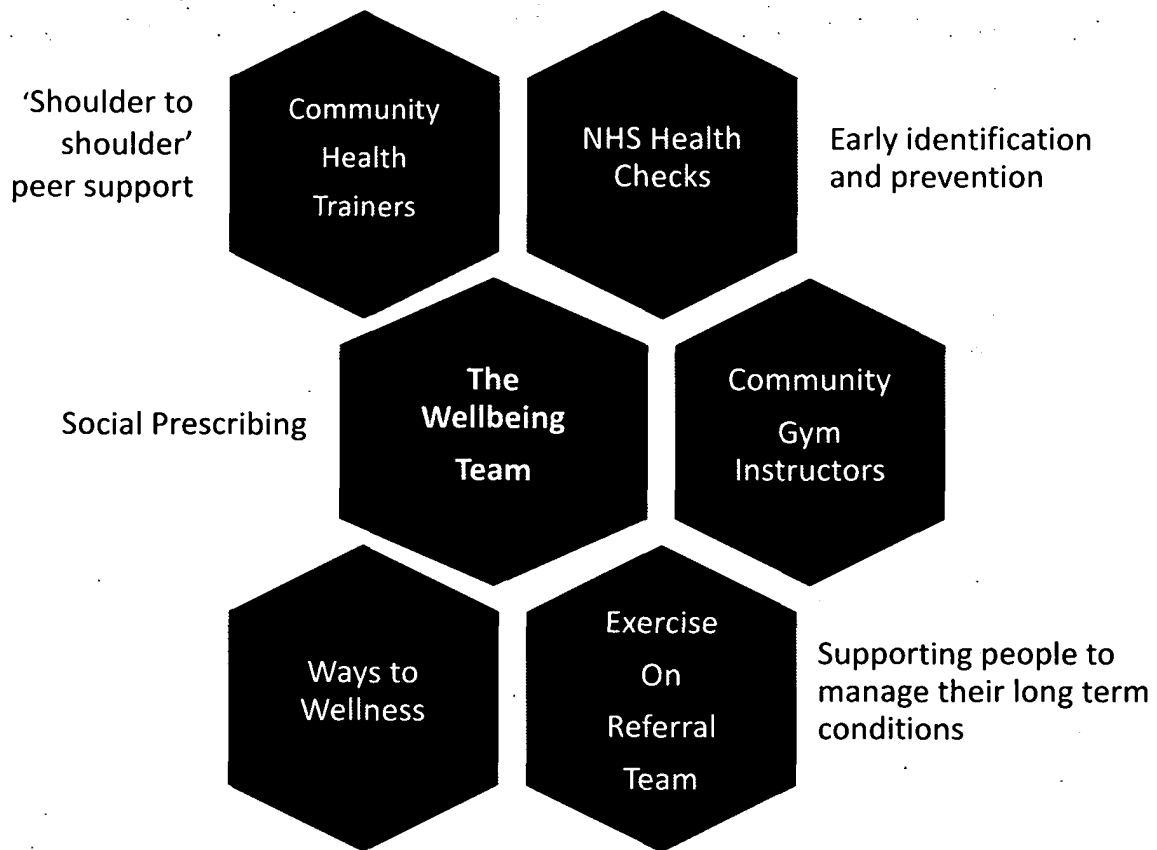 'Shoulder to
shoulder'
peer support
Community
Health
Trainers
NHS Health
Checks
Early identification
and prevention
Social Prescribing
The
Wellbeing
Team
Community
Gym
Instructors
Ways to
Wellness
Exercise
On
Referral
Team
Supporting people to
manage their long term
conditions